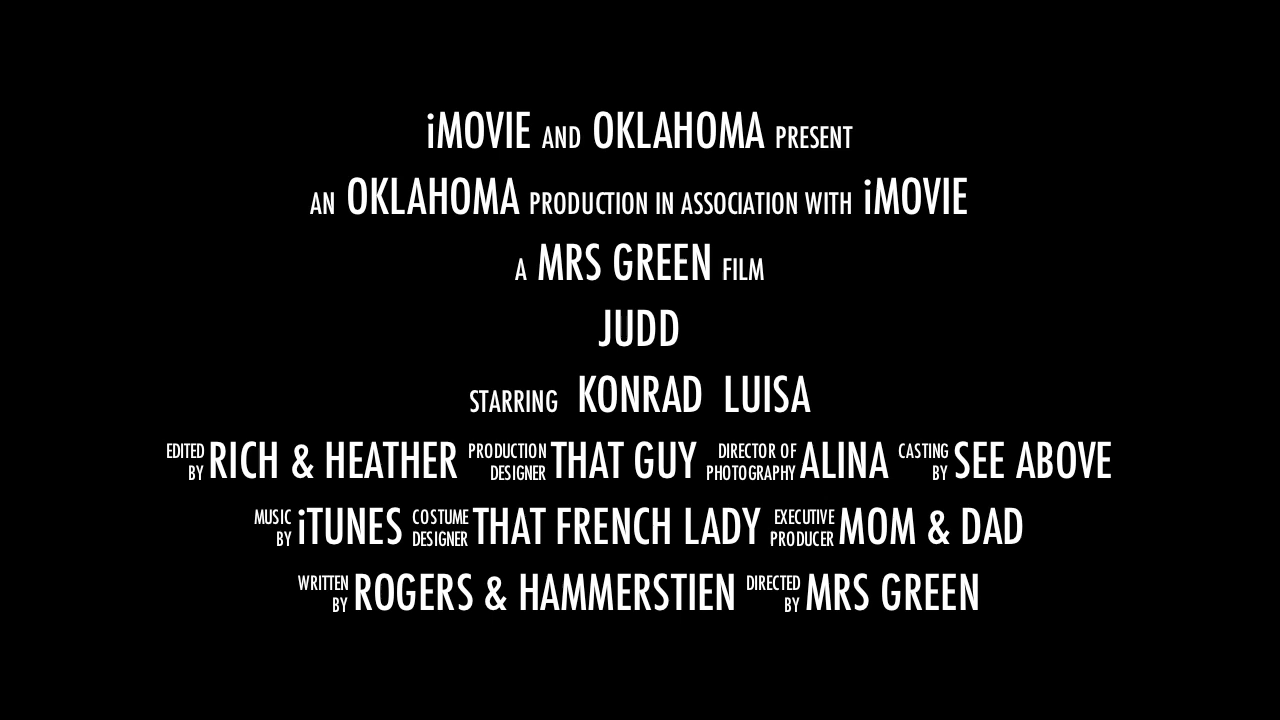 iMOVIE AND OKLAHOMA PRESENT
AN OKLAHOMA PRODUCTION IN ASSOCIATION WITH iMOVIE
A MRS GREEN FILM
JUDD
STARRING KONRAD LUISA
EDITED BY RICH & HEATHER PRODUCTION DESIGNER THAT GUY DIRECTOR OF PHOTOGRAPHY ALINA CASTING BY SEE ABOVE
MUSIC BY iTUNES COSTUME DESIGNER THAT FRENCH LADY EXECUTIVE PRODUCER MOM & DAD
WRITTEN BY ROGERS & HAMMERSTIEN DIRECTED BY MRS GREEN